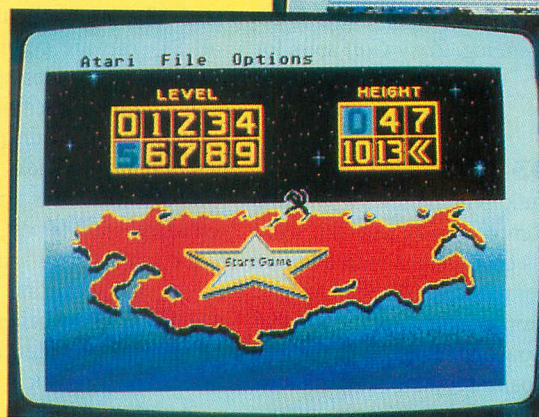 Atari File Options
LEVEL
0 1 2 3 4
5 6 7 8 9
HEIGHT
0 4 7
10 13 «
Start Game